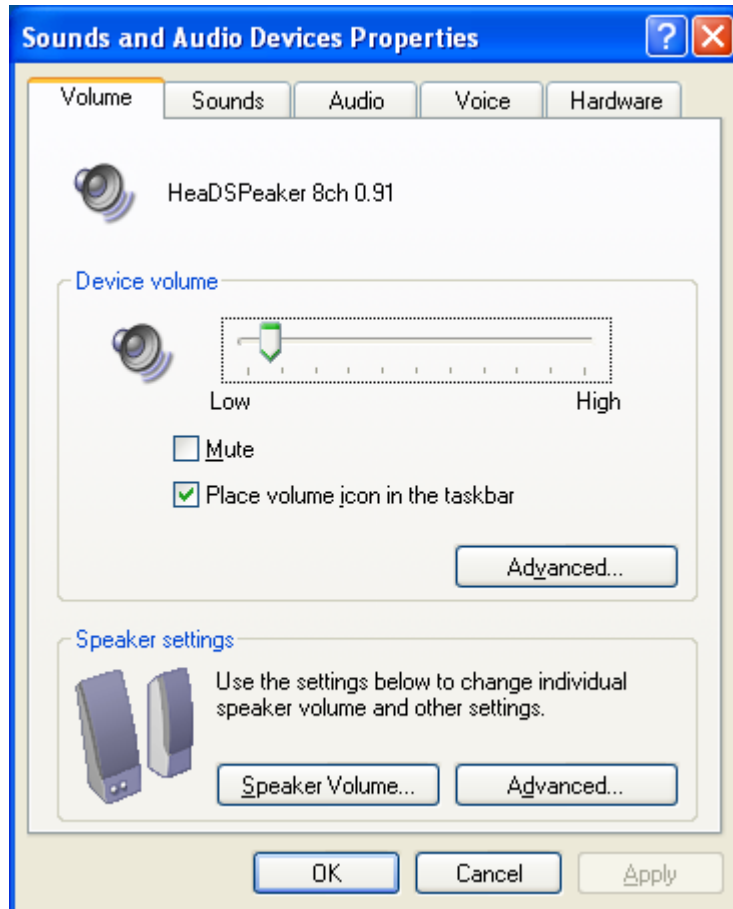 Sounds and Audio Devices Properties
Volume
Sounds
Audio
Voice
Hardware
HeaDSPeaker 8ch 0.91
Device volume
Low
High
Mute
Place volume icon in the taskbar
Advanced...
Speaker settings
Use the settings below to change individual
speaker volume and other settings.
Speaker Volume...
Advanced...
OK
Cancel
Apply